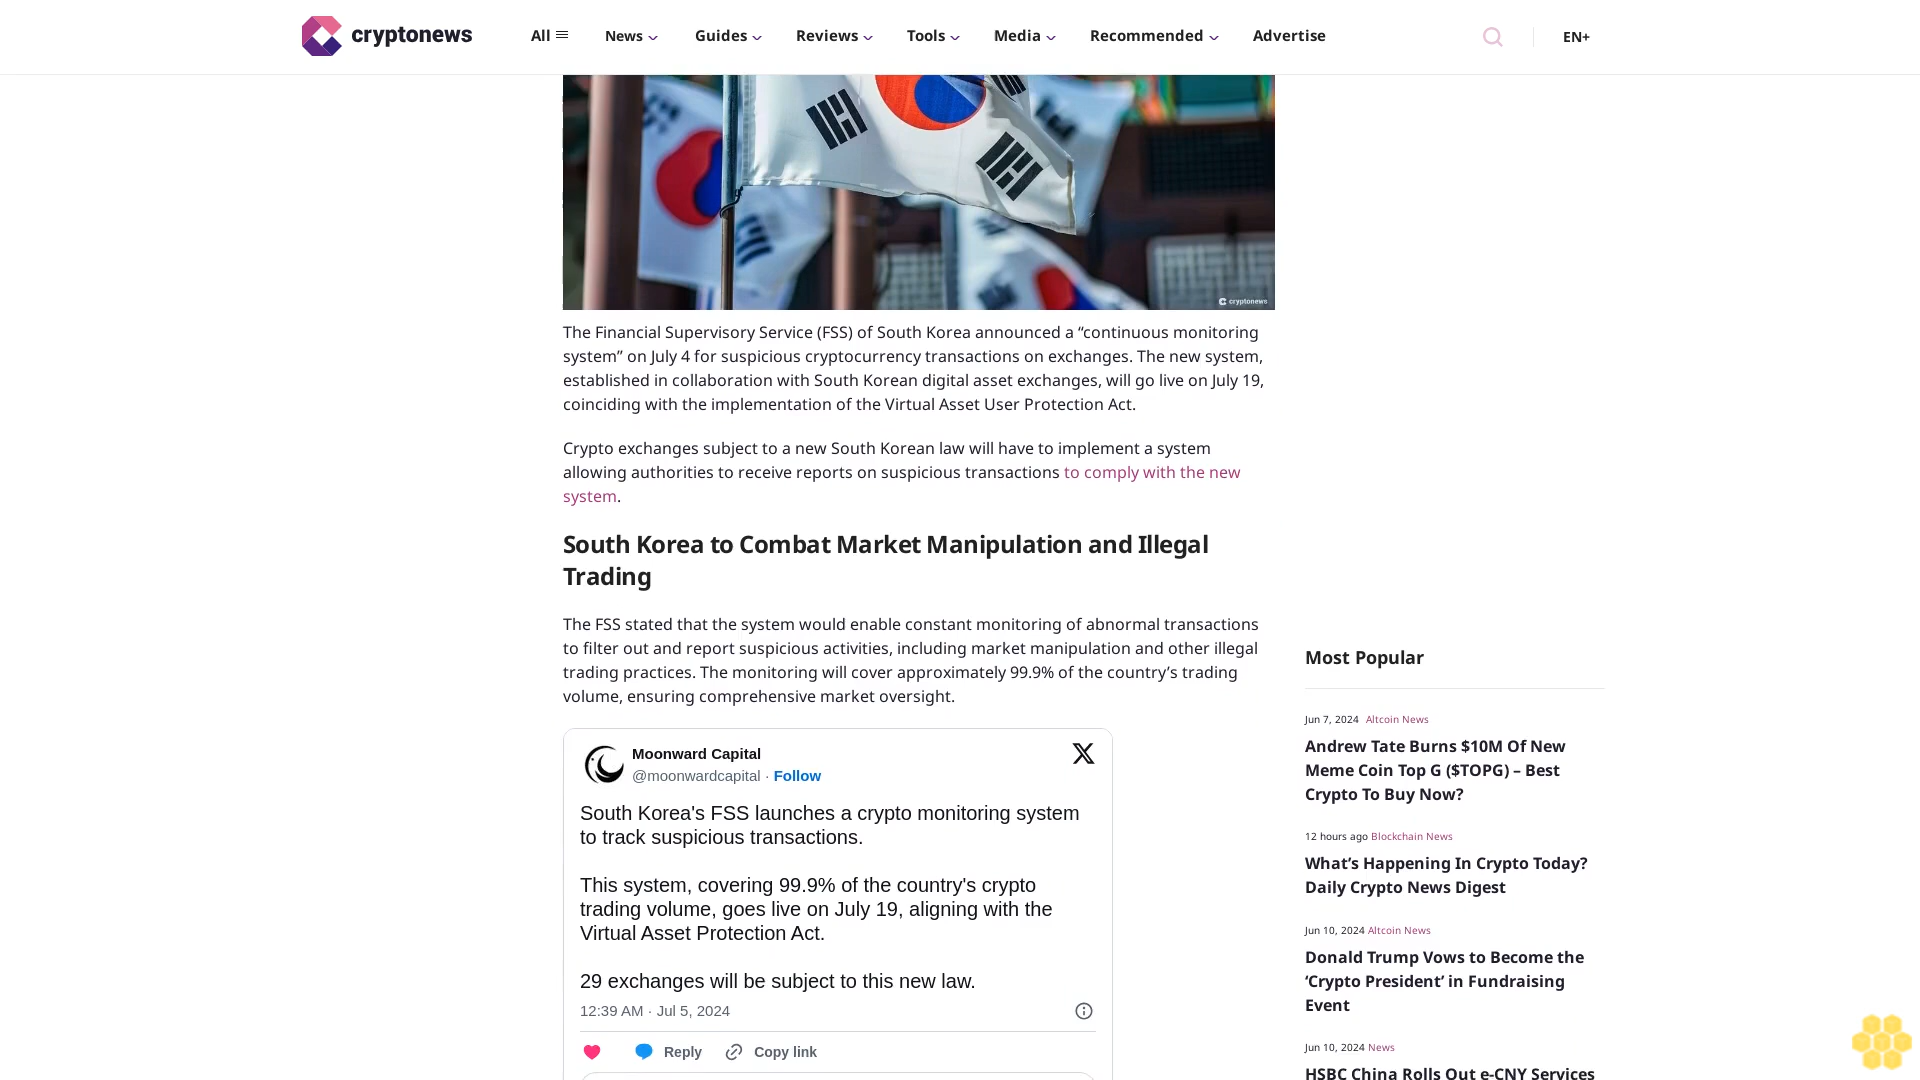 cryptonews
All
News
Guides
Reviews
Tools
Media
Recommended
Advertise
EN+
cryptonews
The Financial Supervisory Service (FSS) of South Korea announced a “continuous monitoring
system” on July 4 for suspicious cryptocurrency transactions on exchanges. The new system,
established in collaboration with South Korean digital asset exchanges, will go live on July 19,
coinciding with the implementation of the Virtual Asset User Protection Act.
Crypto exchanges subject to a new South Korean law will have to implement a system
allowing authorities to receive reports on suspicious transactions to comply with the new
system.
South Korea to Combat Market Manipulation and Illegal
Trading
The FSS stated that the system would enable constant monitoring of abnormal transactions
to filter out and report suspicious activities, including market manipulation and other illegal
trading practices. The monitoring will cover approximately 99.9% of the country’s trading
volume, ensuring comprehensive market oversight.
Moonward Capital
@moonwardcapital · Follow
South Korea's FSS launches a crypto monitoring system
to track suspicious transactions.
This system, covering 99.9% of the country's crypto
trading volume, goes live on July 19, aligning with the
Virtual Asset Protection Act.
29 exchanges will be subject to this new law.
12:39 AM · Jul 5, 2024
Reply
Copy link
Most Popular
Jun 7, 2024 Altcoin News
Andrew Tate Burns $10M Of New
Meme Coin Top G ($TOPG) – Best
Crypto To Buy Now?
12 hours ago Blockchain News
What’s Happening In Crypto Today?
Daily Crypto News Digest
Jun 10, 2024 Altcoin News
Donald Trump Vows to Become the
‘Crypto President’ in Fundraising
Event
Jun 10, 2024 News
HSBC China Rolls Out e-CNY Services